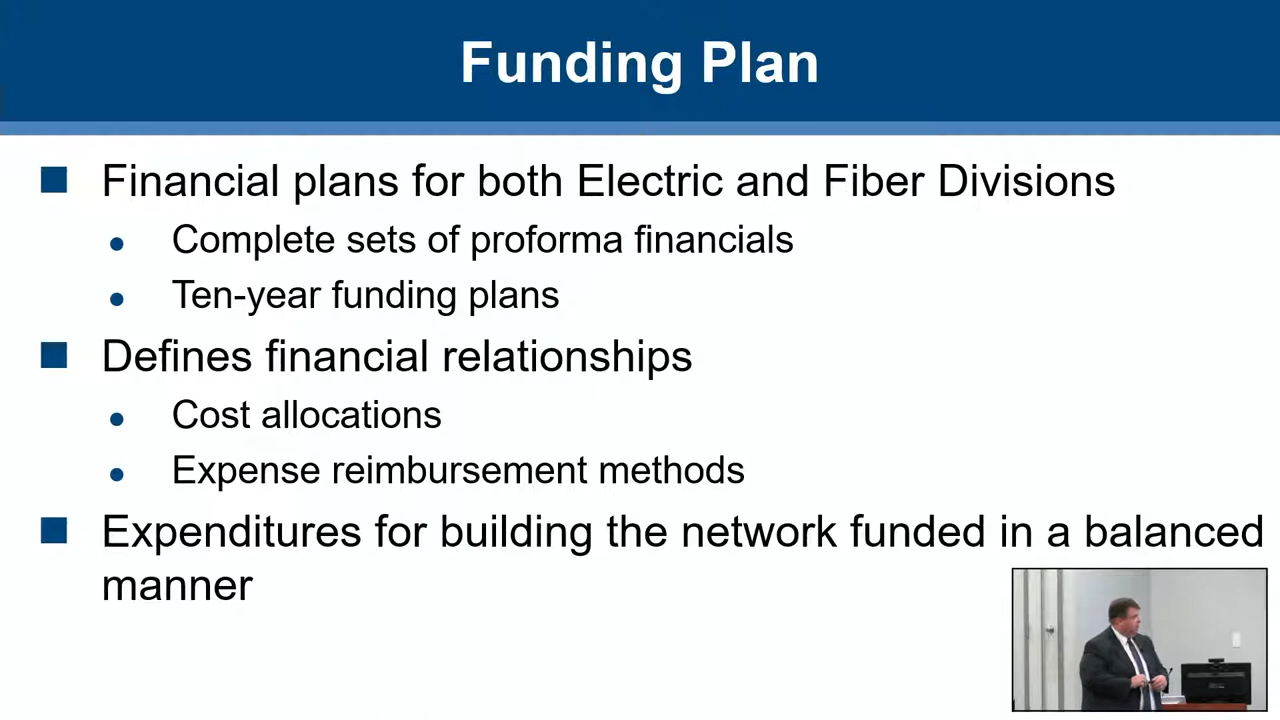 Funding Plan
Financial plans for both Electric and Fiber Divisions
Complete sets of proforma financials
Ten-year funding plans
Defines financial relationships
Cost allocations
Expense reimbursement methods
Expenditures for building the network funded in a balanced
manner